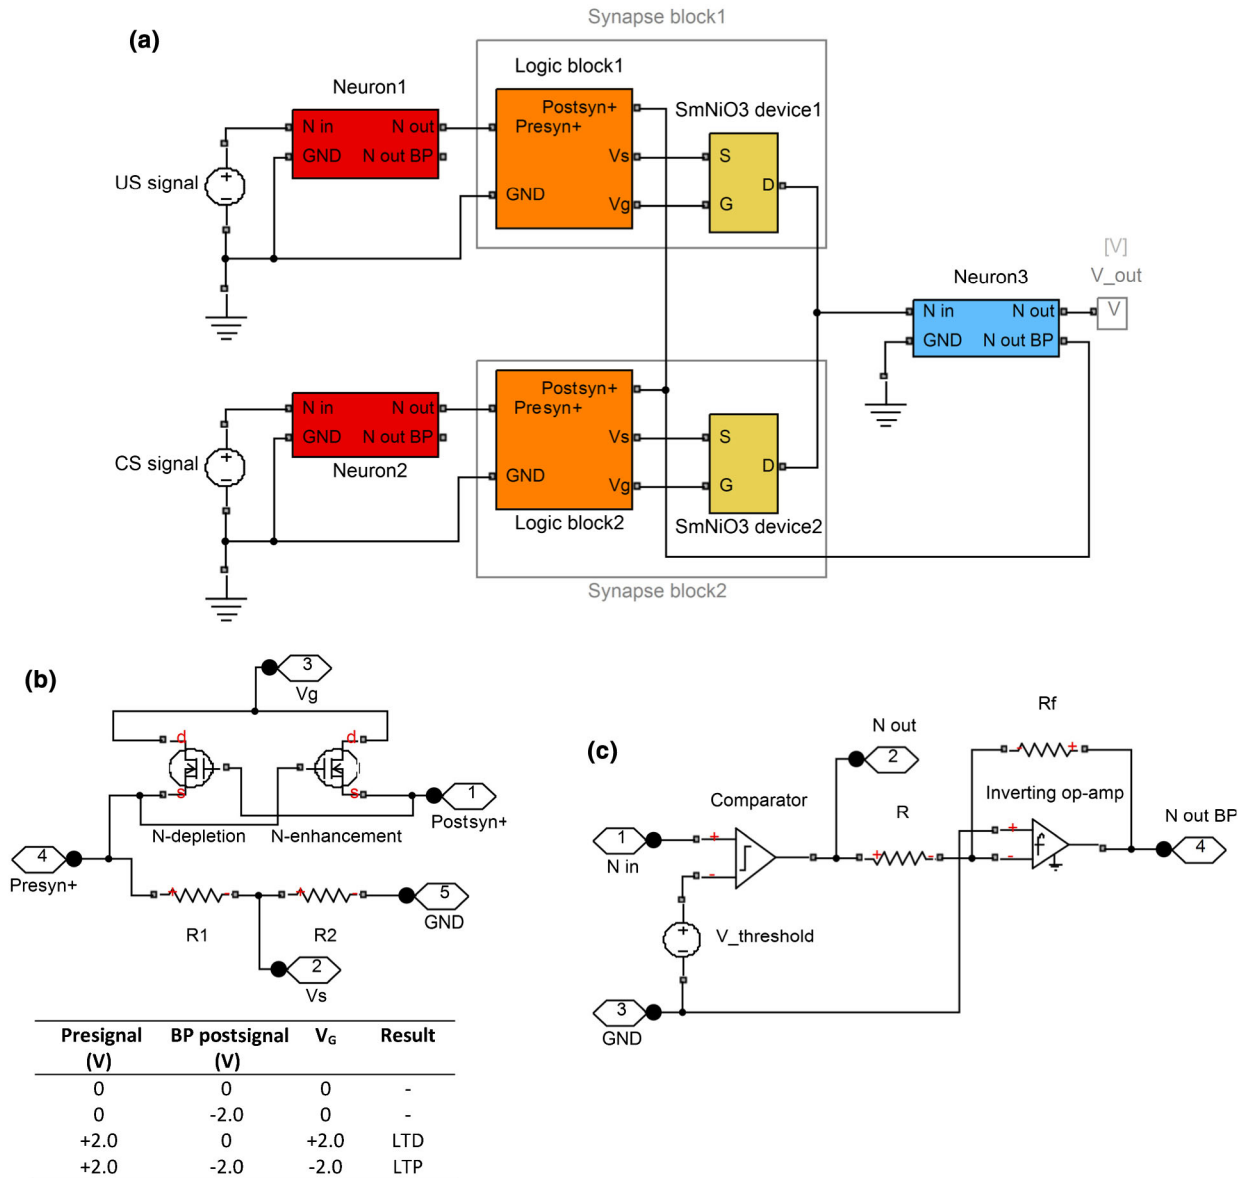 (a)
Synapse block1
Logic block1
Neuron1
Postsyn+
Presyn+
SmNiO3 device1
N in
N out
GND
N out BP
Vs
S
US signal
+
−
GND
Vg
D
G
[V]
V_out
Neuron3
N in
N out
V
GND
N out BP
Postsyn+
Presyn+
N in
N out
GND
N out BP
Vs
S
CS signal
+
−
Neuron2
GND
Vg
D
G
Logic block2
SmNiO3 device2
Synapse block2
(b)
3
Vg
d
d
s
s
1
Postsyn+
N-depletion
N-enhancement
4
Presyn+
+
-
+
-
5
GND
R1
R2
2
Vs
Presignal (V)
BP postsignal (V)
VG
Result
0 0 0 -
0 -2.0 0 -
+2.0 0 +2.0 LTD
+2.0 -2.0 -2.0 LTP
(c)
Rf
N out
2
-
+
Comparator
Inverting op-amp
R
N out BP
1
N in
+
-
+
-
+
-
f
4
+
−
V_threshold
3
GND